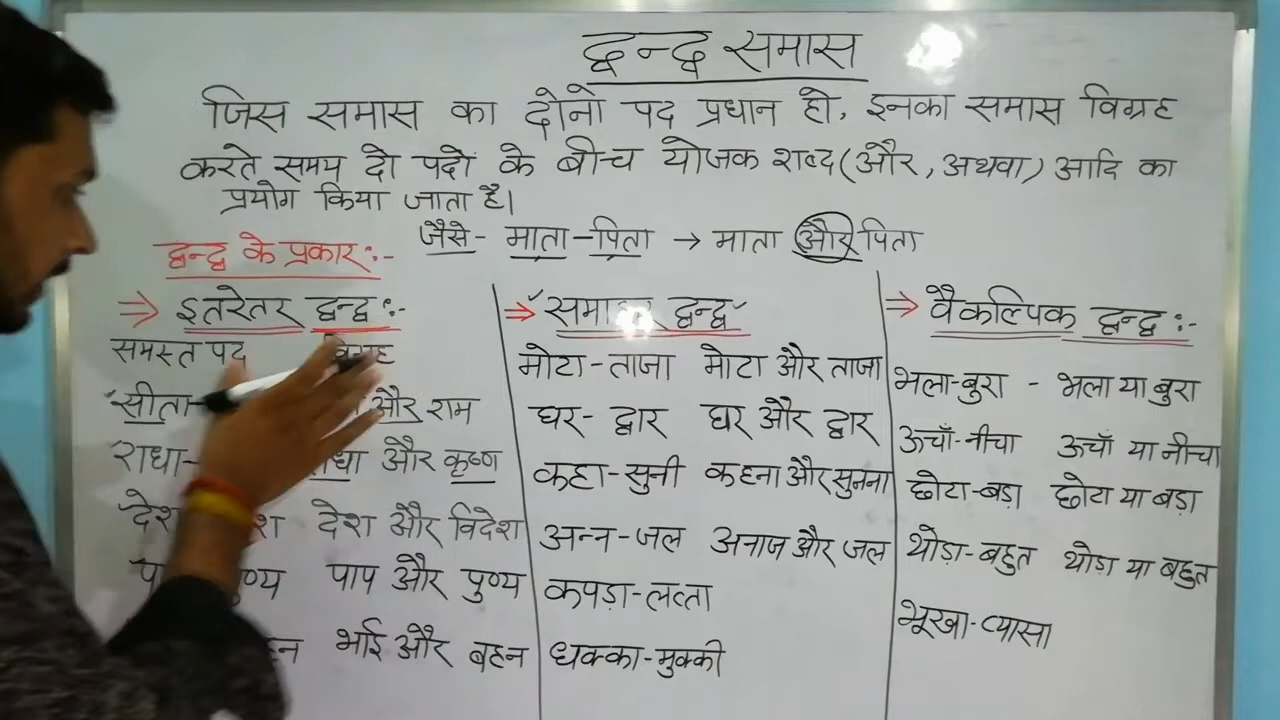 द्वन्द्व समास
जिस समास का दोनो पद प्रधान हो, इनका समास विग्रह
करते समय दो पदों के बीच योजक शब्द (और, अथवा) आदि का
प्रयोग किया जाता है।
जैसे- माता-पिता → माता और पिता
द्वन्द्व के प्रकार :-
⇒ इतरेतर द्वन्द्व :-
समस्त पद
सीता- और राम
राधा- और कृष्ण
देश देश और विदेश
पाप और पुण्य
भाई और बहन
⇒ द्वन्द्व
मोटा-ताजा मोटा और ताजा
घर- द्वार घर और द्वार
कहा-सुनी कहना और सुनना
अन्न-जल अनाज और जल
कपड़ा-लत्ता
धक्का-मुक्की
⇒ वैकल्पिक द्वन्द्व :-
भला-बुरा - भला या बुरा
ऊचाँ-नीचा ऊचाँ या नीचा
छोटा-बड़ा छोटा या बड़ा
थोड़ा-बहुत थोड़ा या बहुत
भूखा-प्यासा